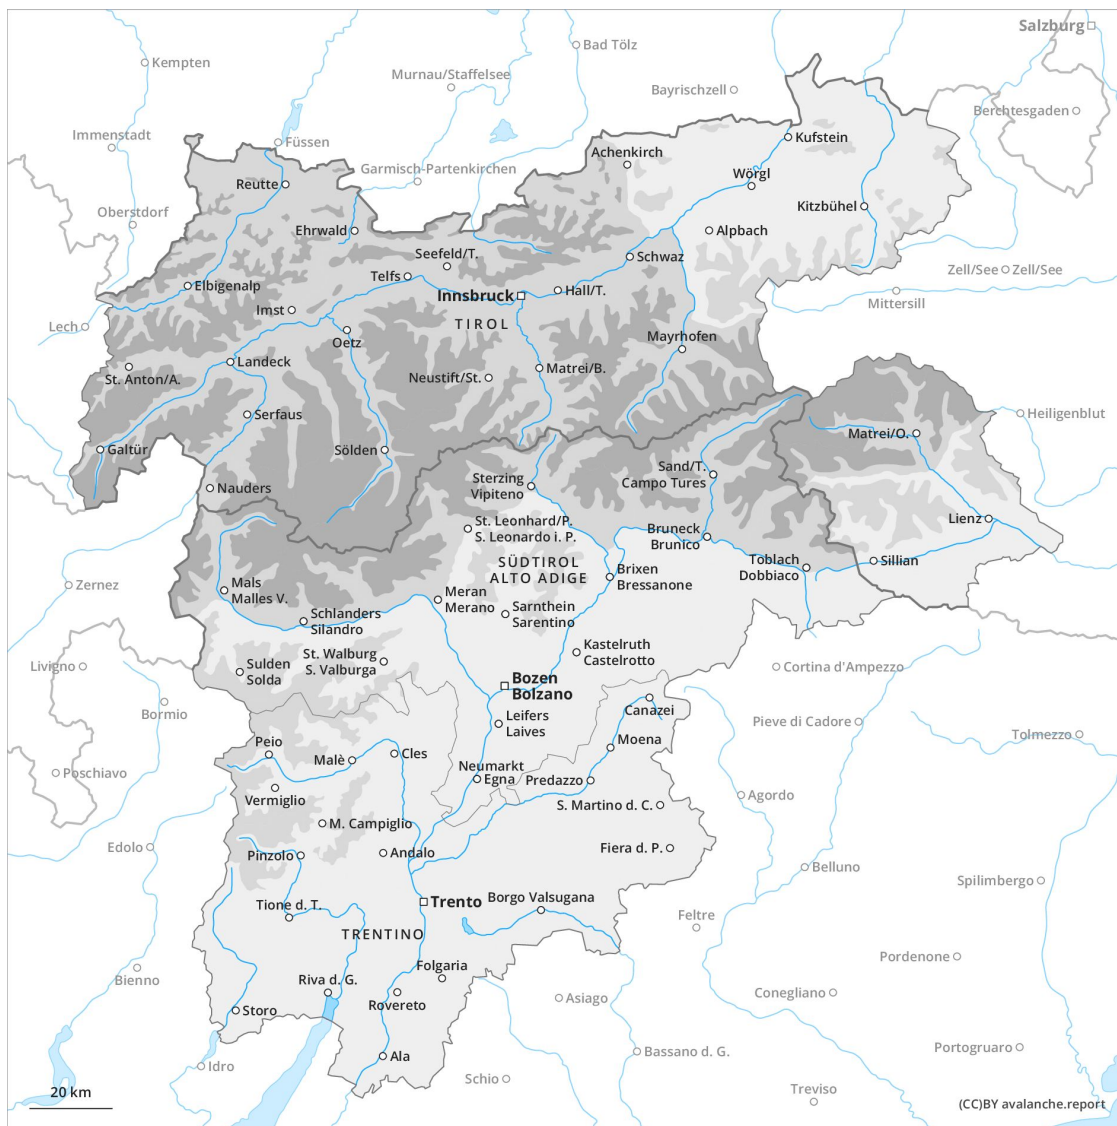 Salzburg
Bad Tölz
Kempten
Murnau/Staffelsee
Bayrischzell
Berchtesgaden
Immenstadt
Füssen
Kufstein
Achenkirch
Garmisch-Partenkirchen
Wörgl
Reutte
Kitzbühel
Oberstdorf
Ehrwald
Alpbach
Seefeld/T.
Schwaz
Zell/See
Zell/See
Telfs
Elbigenalp
Hall/T.
Innsbruck
Mittersill
Imst
TIROL
Lech
Oetz
Mayrhofen
Landeck
Matrei/B.
St. Anton/A.
Neustift/St.
Serfaus
Heiligenblut
Matrei/O.
Galtür
Sölden
Sand/T.
Campo Tures
Sterzing
Vipiteno
Nauders
Lienz
St. Leonhard/P.
S. Leonardo i. P.
Bruneck
Brunico
SÜDTIROL
ALTO ADIGE
Toblach
Dobbiaco
Sillian
Brixen
Bressanone
Zernez
Mals
Malles V.
Meran
Merano
Sarnthein
Sarentino
Schlanders
Silandro
Kastelruth
Castelrotto
St. Walburg
S. Valburga
Livigno
Sulden
Solda
Cortina d'Ampezzo
Bozen
Bolzano
Bormio
Canazei
Leifers
Laives
Pieve di Cadore
Tolmezzo
Moena
Peio
Malè
Cles
Neumarkt
Egna
Predazzo
Poschiavo
Vermiglio
Agordo
S. Martino d. C.
M. Campiglio
Edolo
Pinzolo
Andalo
Fiera d. P.
Belluno
Spilimbergo
Borgo Valsugana
Trento
Tione d. T.
Feltre
TRENTINO
Pordenone
Bienno
Folgaria
Riva d. G.
Rovereto
Asiago
Conegliano
Storo
Portogruaro
Ala
Bassano d. G.
Idro
Schio
Treviso
20 km
(CC)BY avalanche.report